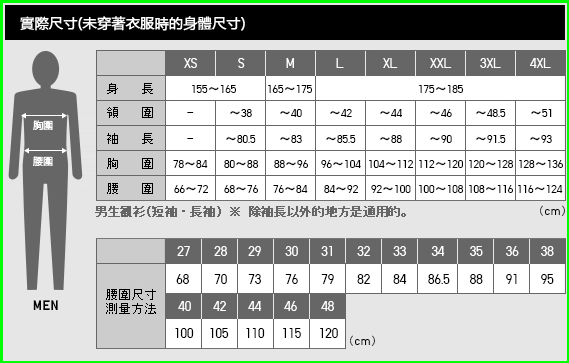 實際尺寸(未穿著衣服時的身體尺寸)
XS S M L XL XXL 3XL 4XL
身 長 155～165 165～175 175～185
領 圍 － ～38 ～40 ～42 ～44 ～46 ～48.5 ～51
袖 長 － ～80.5 ～83 ～85.5 ～88 ～90 ～91.5 ～93
胸 圍 78～84 80～88 88～96 96～104 104～112 112～120 120～128 128～136
腰 圍 66～72 68～76 76～84 84～92 92～100 100～108 108～116 116～124
男生襯衫(短袖・長袖) ※ 除袖長以外的地方是通用的。 (cm)
胸圍
腰圍
MEN
腰圍尺寸
測量方法
27 28 29 30 31 32 33 34 35 36 38
68 70 73 76 79 82 84 86.5 88 91 95
40 42 44 46 48
100 105 110 115 120 (cm)